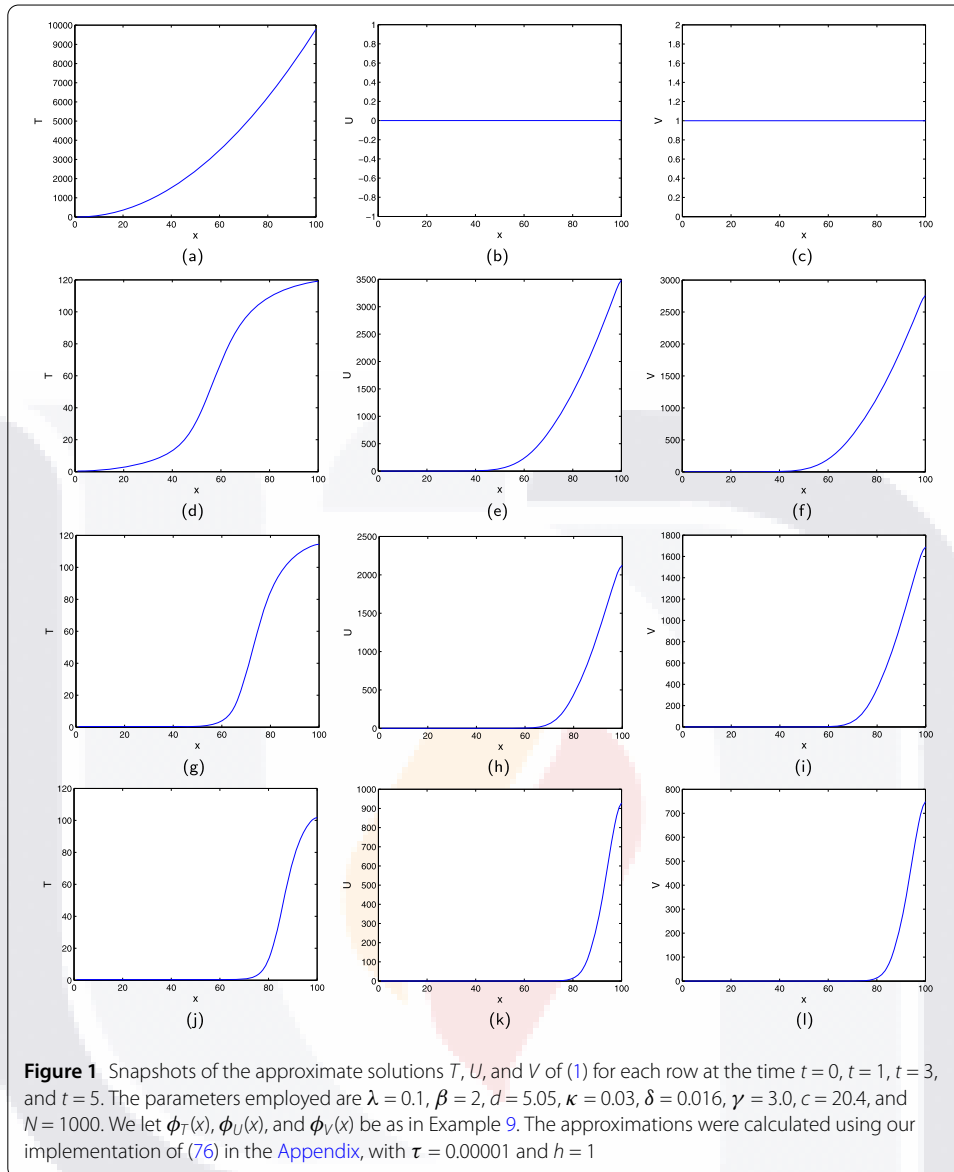 10000
9000
8000
7000
6000
5000
4000
3000
2000
1000
0
T
0 20 40 60 80 100
x
(a)
1
0.8
0.6
0.4
0.2
0
−0.2
−0.4
−0.6
−0.8
−1
U
0 20 40 60 80 100
x
(b)
2
1.8
1.6
1.4
1.2
1
0.8
0.6
0.4
0.2
0
V
0 20 40 60 80 100
x
(c)
120
100
80
60
40
20
0
T
0 20 40 60 80 100
x
(d)
3500
3000
2500
2000
1500
1000
500
0
U
0 20 40 60 80 100
x
(e)
3000
2500
2000
1500
1000
500
0
V
0 20 40 60 80 100
x
(f)
120
100
80
60
40
20
0
T
0 20 40 60 80 100
x
(g)
2500
2000
1500
1000
500
0
U
0 20 40 60 80 100
x
(h)
1800
1600
1400
1200
1000
800
600
400
200
0
V
0 20 40 60 80 100
x
(i)
120
100
80
60
40
20
0
T
0 20 40 60 80 100
x
(j)
1000
900
800
700
600
500
400
300
200
100
0
U
0 20 40 60 80 100
x
(k)
800
700
600
500
400
300
200
100
0
V
0 20 40 60 80 100
x
(l)
Figure 1 Snapshots of the approximate solutions T, U, and V of (1) for each row at the time t = 0, t = 1, t = 3,
and t = 5. The parameters employed are λ = 0.1, β = 2, d = 5.05, κ = 0.03, δ = 0.016, γ = 3.0, c = 20.4, and
N = 1000. We let ϕ_T(x), ϕ_U(x), and ϕ_V(x) be as in Example 9. The approximations were calculated using our
implementation of (76) in the Appendix, with τ = 0.00001 and h = 1